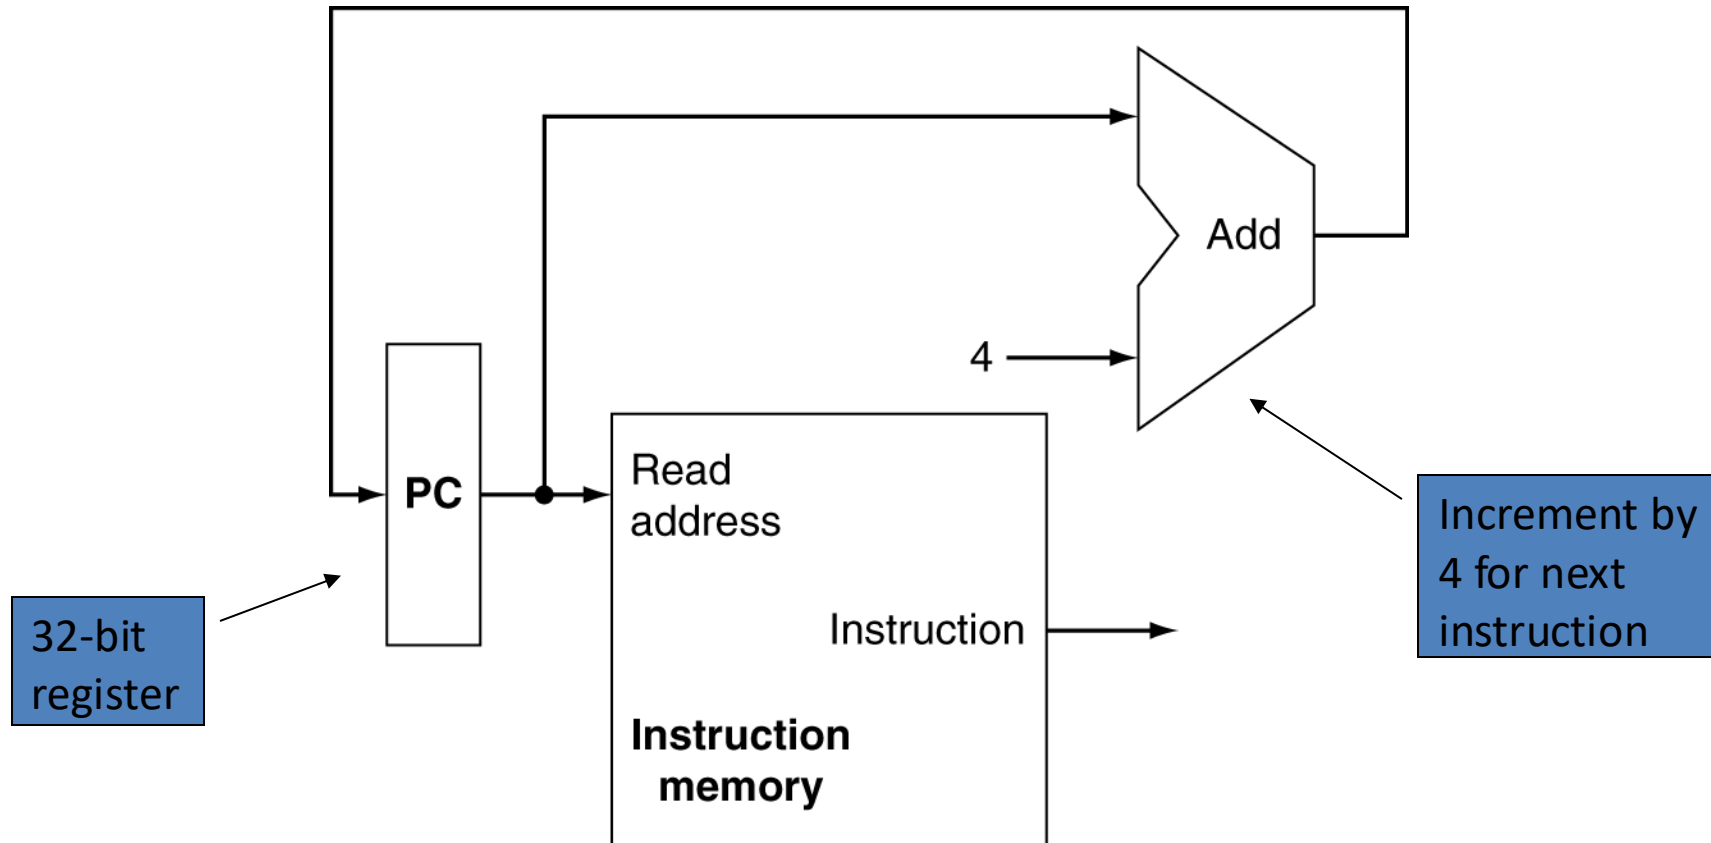 Add
4
PC
Read
address
Instruction
Instruction
memory
32-bit
register
Increment by
4 for next
instruction